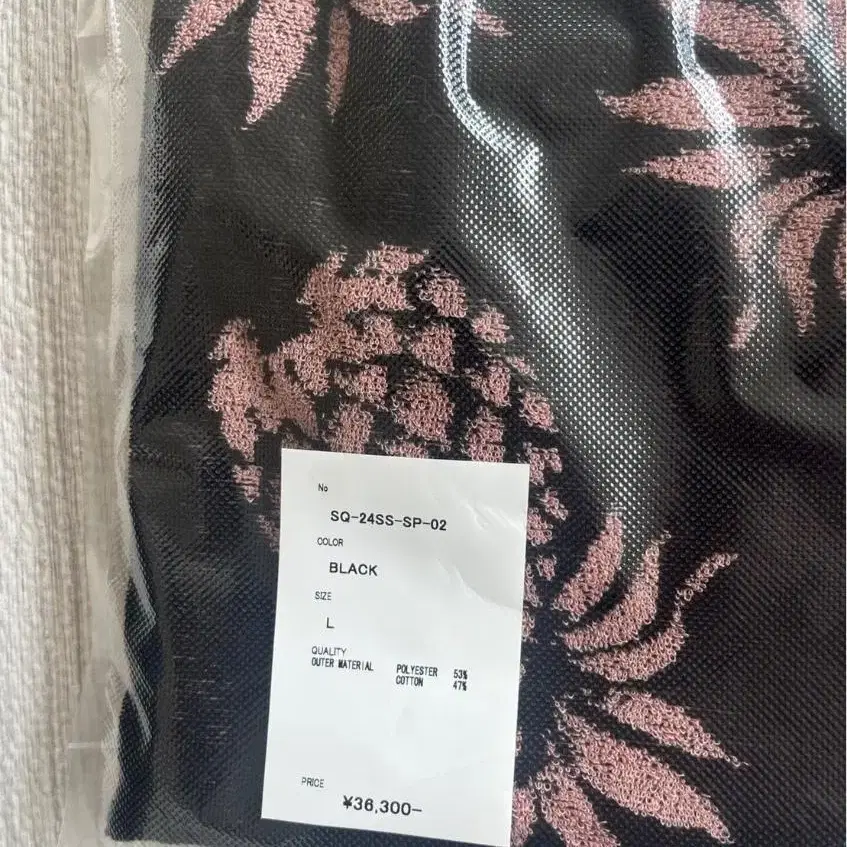 No
SQ-24SS-SP-02
COLOR
BLACK
SIZE
L
QUALITY
OUTER MATERIAL POLYESTER 53%
COTTON 47%
PRICE
¥36,300-